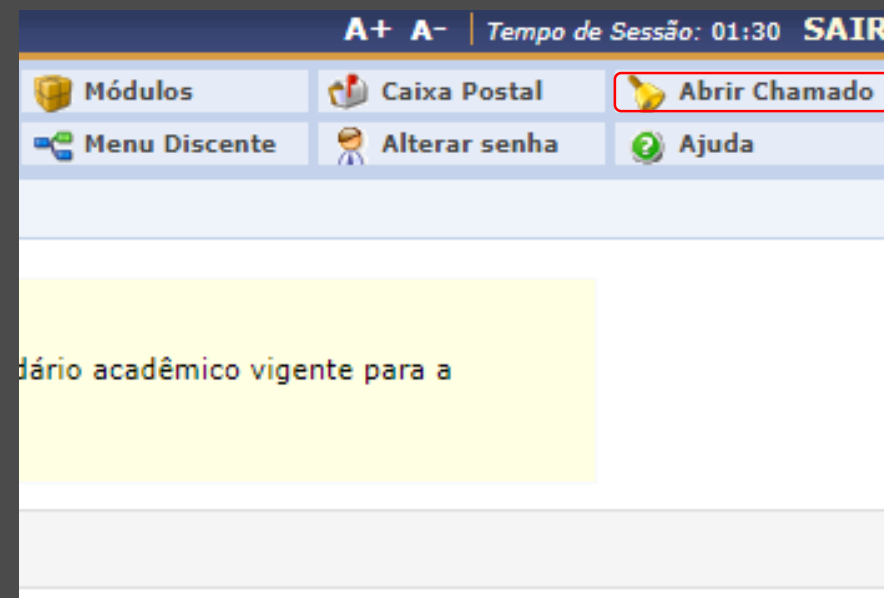 A+ A- | Tempo de Sessão: 01:30 SAIR
Módulos Caixa Postal Abrir Chamado
Menu Discente Alterar senha Ajuda
dário acadêmico vigente para a